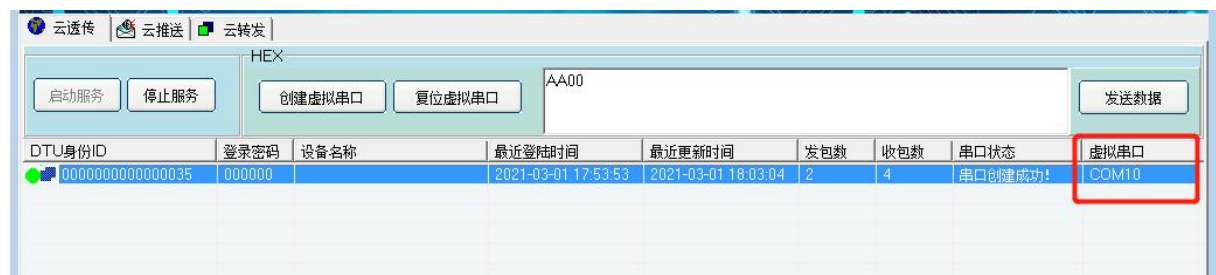 云透传 云推送 云转发
HEX
启动服务 停止服务 创建虚拟串口 复位虚拟串口 AA00 发送数据
DTU身份ID 登录密码 设备名称 最近登陆时间 最近更新时间 发包数 收包数 串口状态 虚拟串口
0000000000000035 000000 2021-03-01 17:53:53 2021-03-01 18:03:04 2 4 串口创建成功! COM10